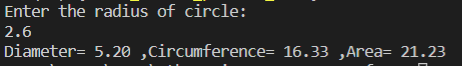 Enter the radius of circle:
2.6
Diameter= 5.20 ,Circumference= 16.33 ,Area= 21.23